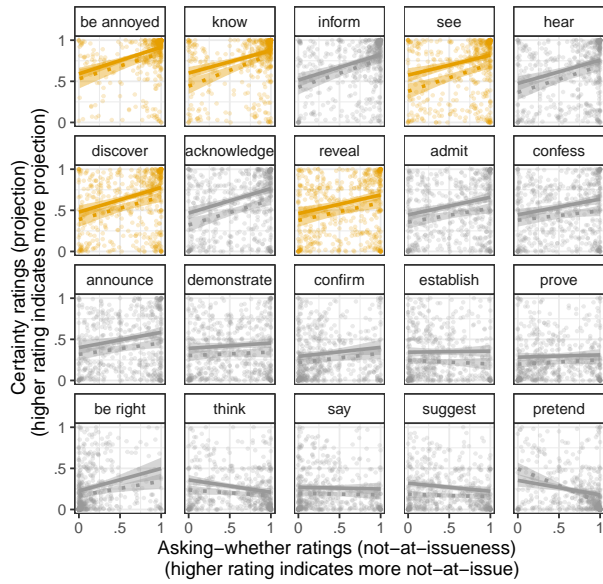 be annoyed know inform see hear
1
.5
0
discover acknowledge reveal admit confess
1
.5
0
announce demonstrate confirm establish prove
1
.5
0
be right think say suggest pretend
1
.5
0
0 .5 1 0 .5 1 0 .5 1 0 .5 1 0 .5 1
Certainty ratings (projection)
(higher rating indicates more projection)
Asking−whether ratings (not−at−issueness)
(higher rating indicates more not−at−issue)